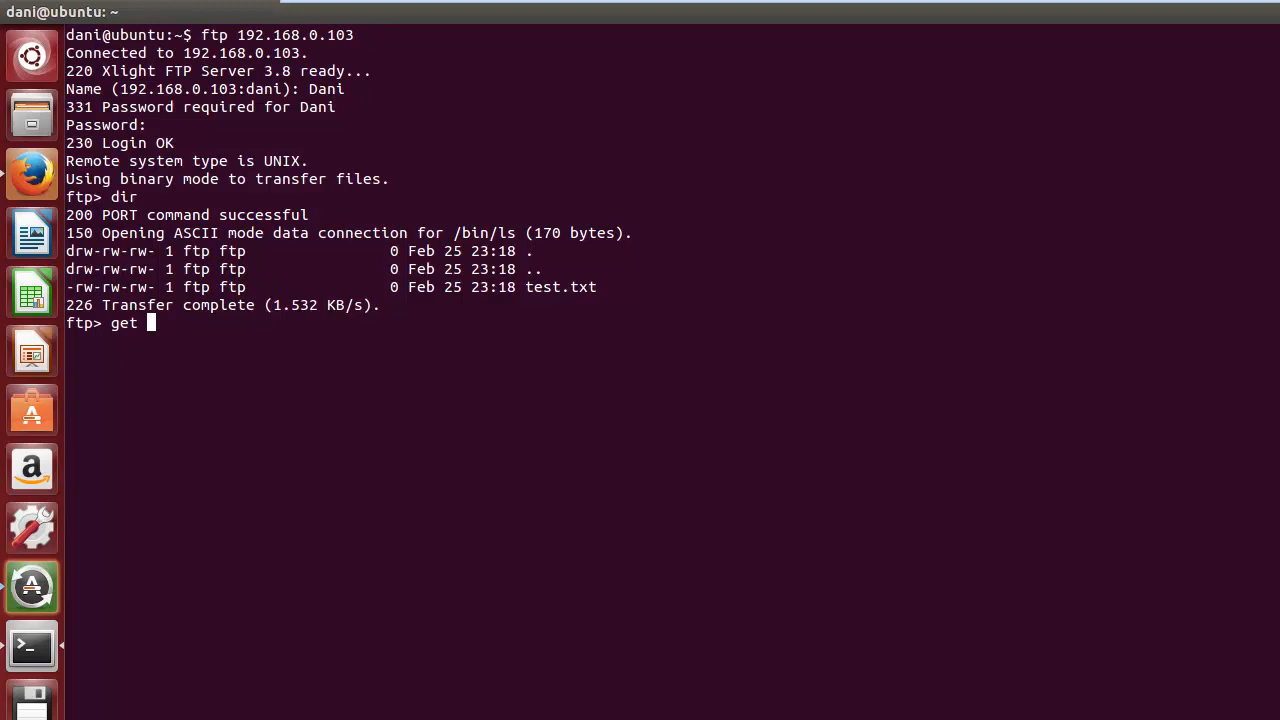 dani@ubuntu: ~
dani@ubuntu:~$ ftp 192.168.0.103
Connected to 192.168.0.103.
220 Xlight FTP Server 3.8 ready...
Name (192.168.0.103:dani): Dani
331 Password required for Dani
Password:
230 Login OK
Remote system type is UNIX.
Using binary mode to transfer files.
ftp> dir
200 PORT command successful
150 Opening ASCII mode data connection for /bin/ls (170 bytes).
drw-rw-rw- 1 ftp ftp                0 Feb 25 23:18 .
drw-rw-rw- 1 ftp ftp                0 Feb 25 23:18 ..
-rw-rw-rw- 1 ftp ftp                0 Feb 25 23:18 test.txt
226 Transfer complete (1.532 KB/s).
ftp> get